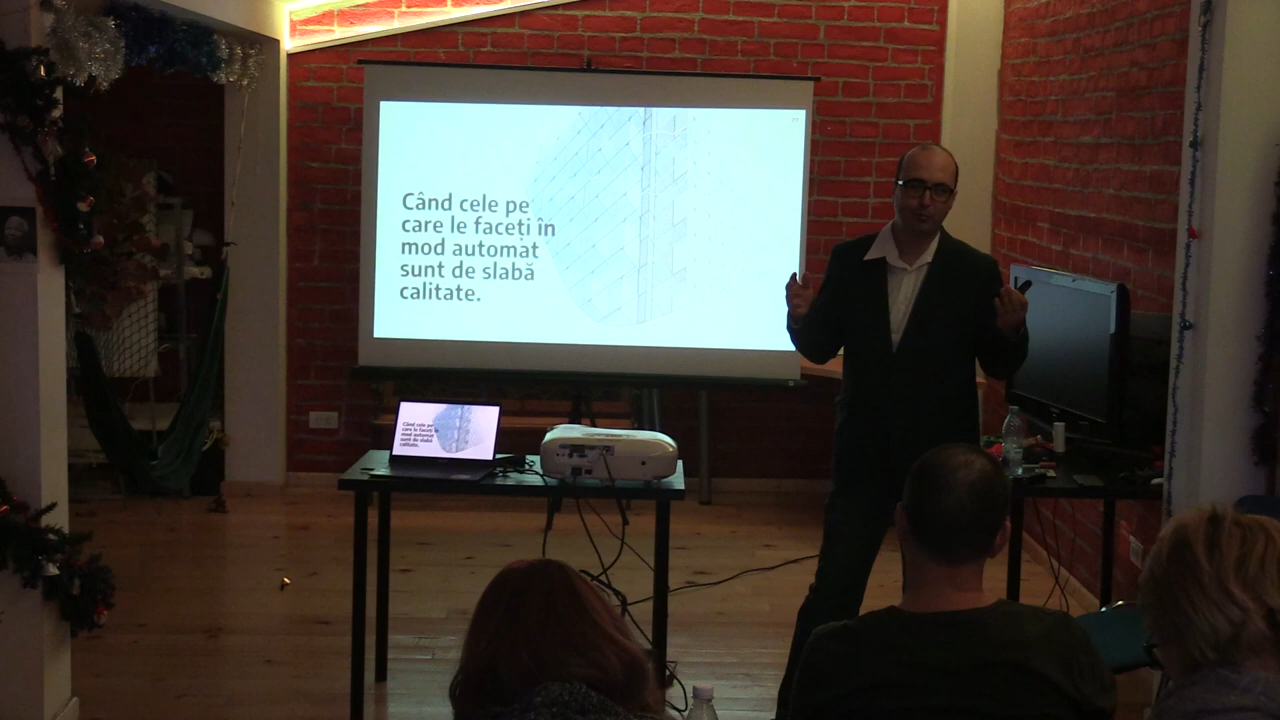 Când cele pe
care le faceți în
mod automat
sunt de slabă
calitate.
Când cele pe
care le faceți în
mod automat
sunt de slabă
calitate.